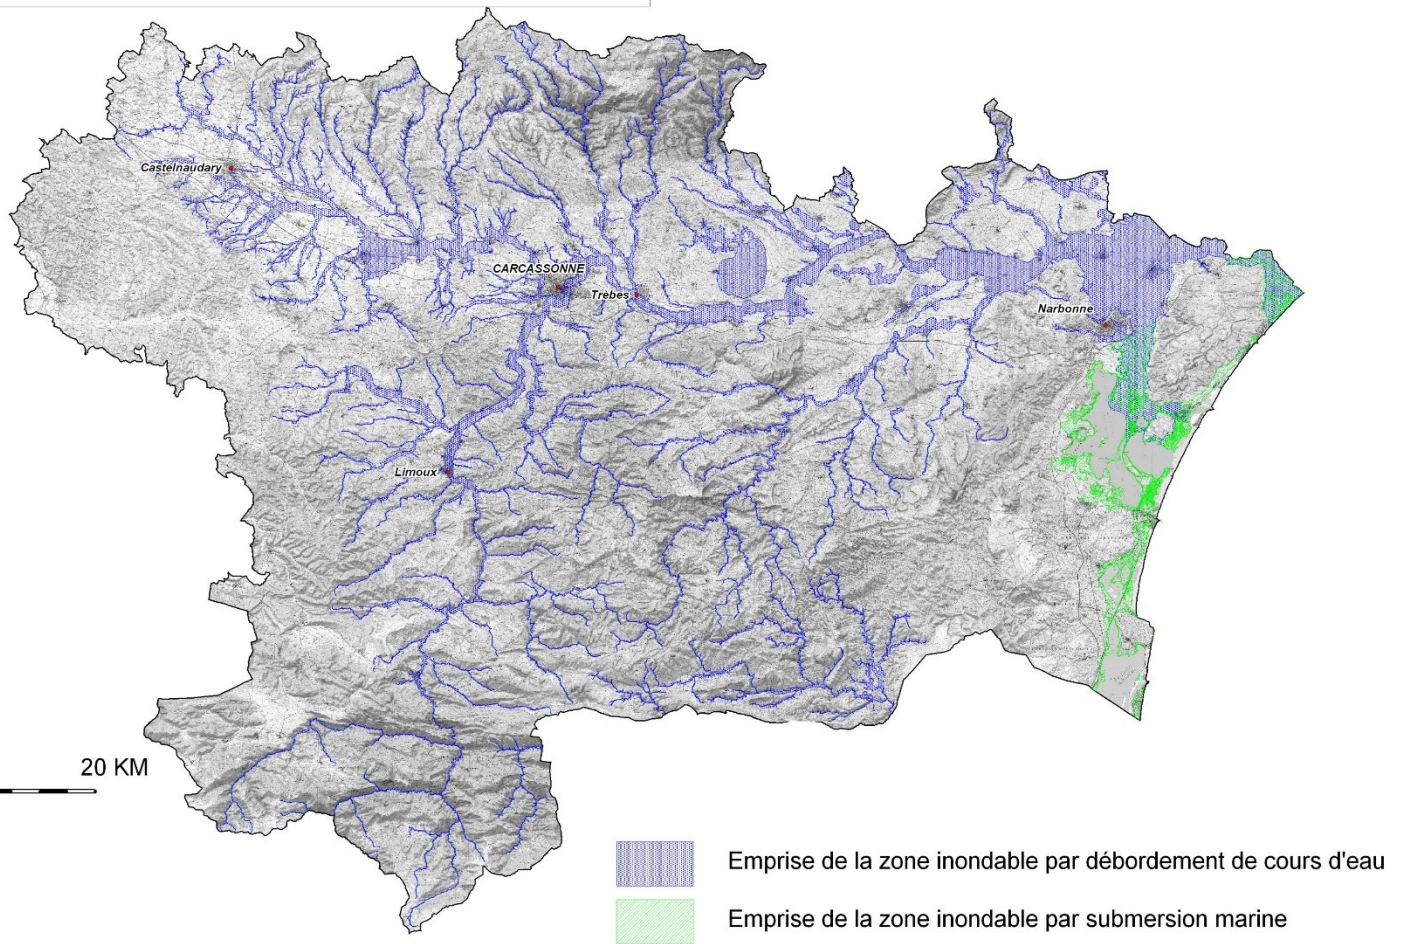 Castelnaudary
CARCASSONNE
Trèbes
Narbonne
Limoux
20 KM
Emprise de la zone inondable par débordement de cours d'eau
Emprise de la zone inondable par submersion marine